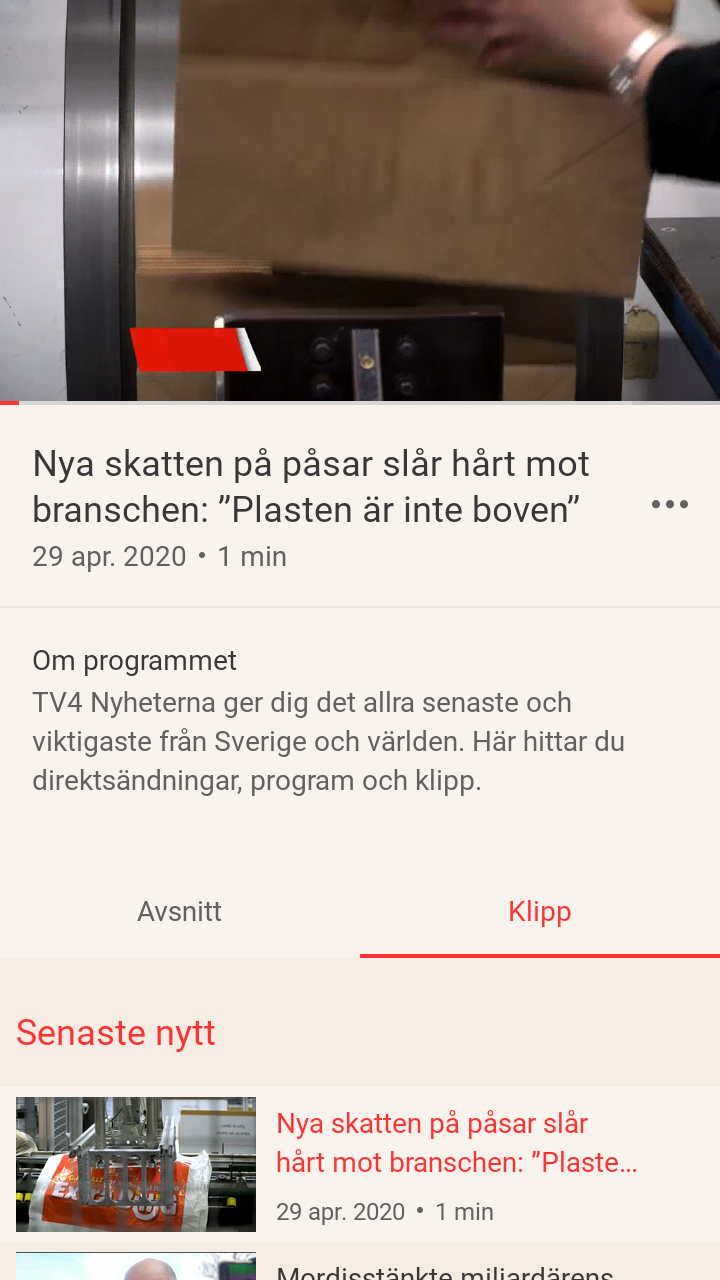 Nya skatten på påsar slår hårt mot
branschen: ”Plasten är inte boven”
29 apr. 2020 • 1 min
Om programmet
TV4 Nyheterna ger dig det allra senaste och
viktigaste från Sverige och världen. Här hittar du
direktsändningar, program och klipp.
Avsnitt
Klipp
Senaste nytt
Nya skatten på påsar slår
hårt mot branschen: ”Plaste...
29 apr. 2020 • 1 min
Mordisstänkte miljardärens